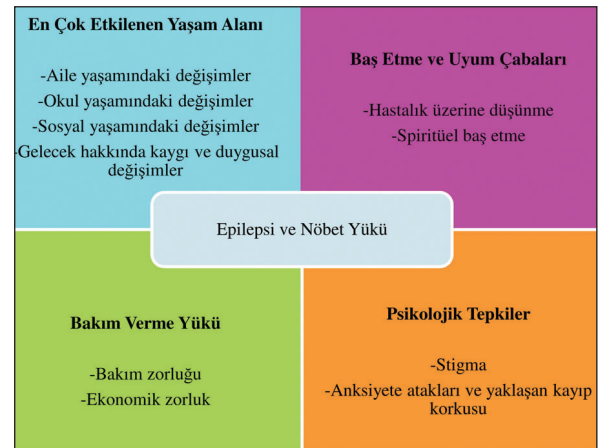 En Çok Etkilenen Yaşam Alanı
-Aile yaşamındaki değişimler
-Okul yaşamındaki değişimler
-Sosyal yaşamındaki değişimler
-Gelecek hakkında kaygı ve duygusal
değişimler
Baş Etme ve Uyum Çabaları
-Hastalık üzerine düşünme
-Spiritüel baş etme
Epilepsi ve Nöbet Yükü
Bakım Verme Yükü
-Bakım zorluğu
-Ekonomik zorluk
Psikolojik Tepkiler
-Stigma
-Anksiyete atakları ve yaklaşan kayıp
korkusu